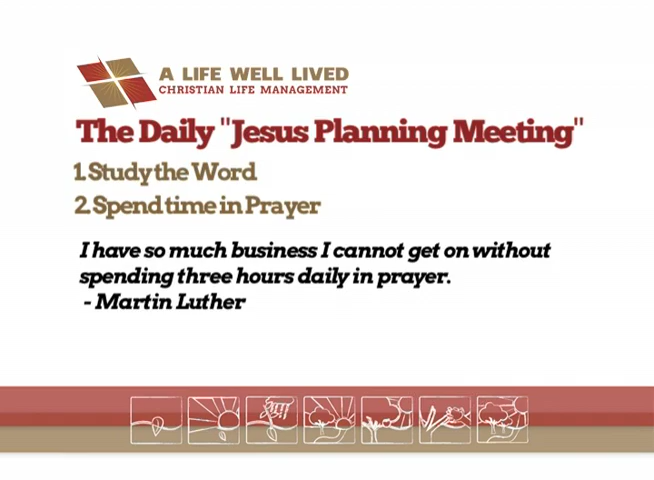 A LIFE WELL LIVED
CHRISTIAN LIFE MANAGEMENT
The Daily "Jesus Planning Meeting"
1. Study the Word
2. Spend time in Prayer
I have so much business I cannot get on without
spending three hours daily in prayer.
- Martin Luther